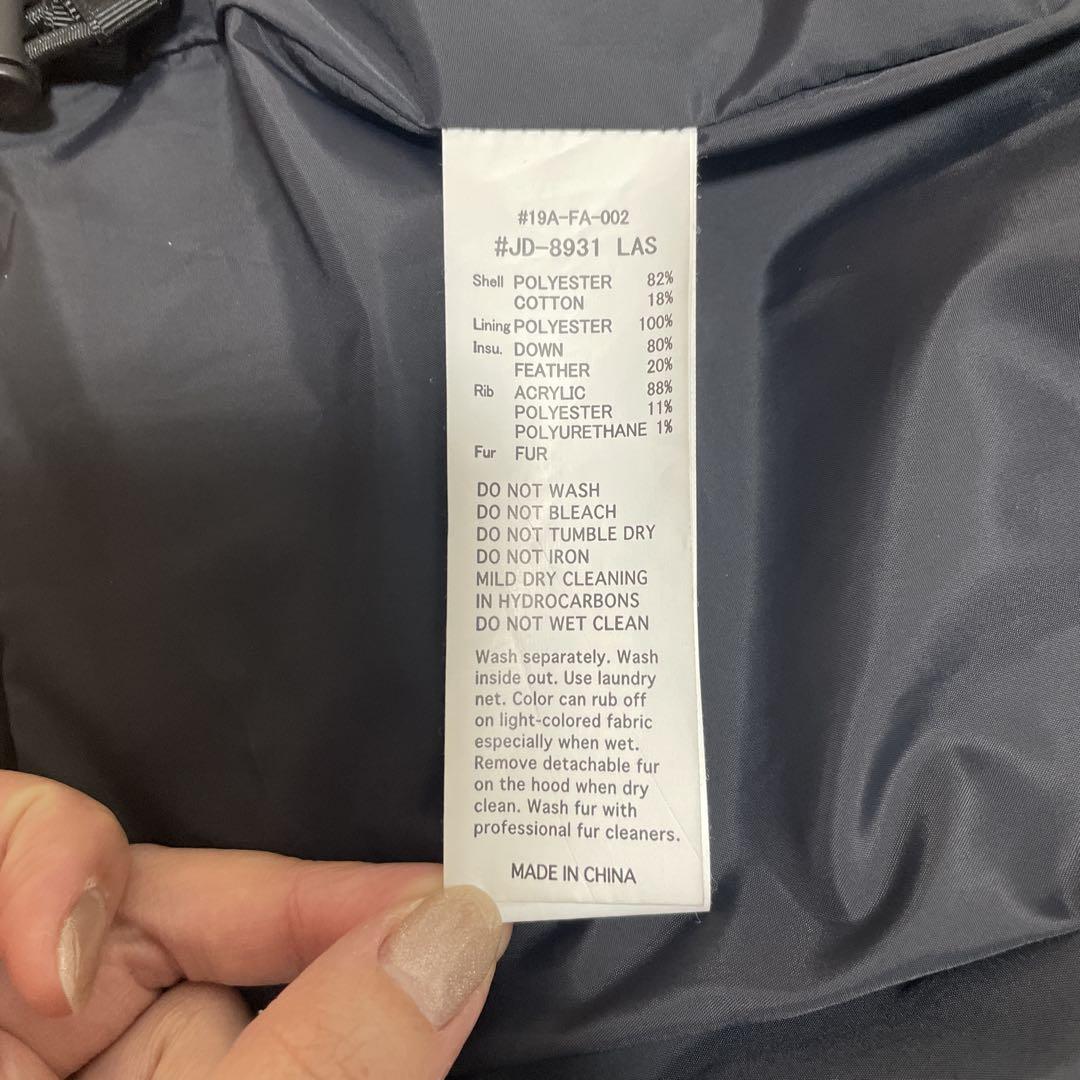 #19A-FA-002
#JD-8931 LAS
Shell POLYESTER 82%
COTTON 18%
Lining POLYESTER 100%
Insu. DOWN 80%
FEATHER 20%
Rib ACRYLIC 88%
POLYESTER 11%
POLYURETHANE 1%
Fur FUR
DO NOT WASH
DO NOT BLEACH
DO NOT TUMBLE DRY
DO NOT IRON
MILD DRY CLEANING
IN HYDROCARBONS
DO NOT WET CLEAN
Wash separately. Wash
inside out. Use laundry
net. Color can rub off
on light-colored fabric
especially when wet.
Remove detachable fur
on the hood when dry
clean. Wash fur with
professional fur cleaners.
MADE IN CHINA